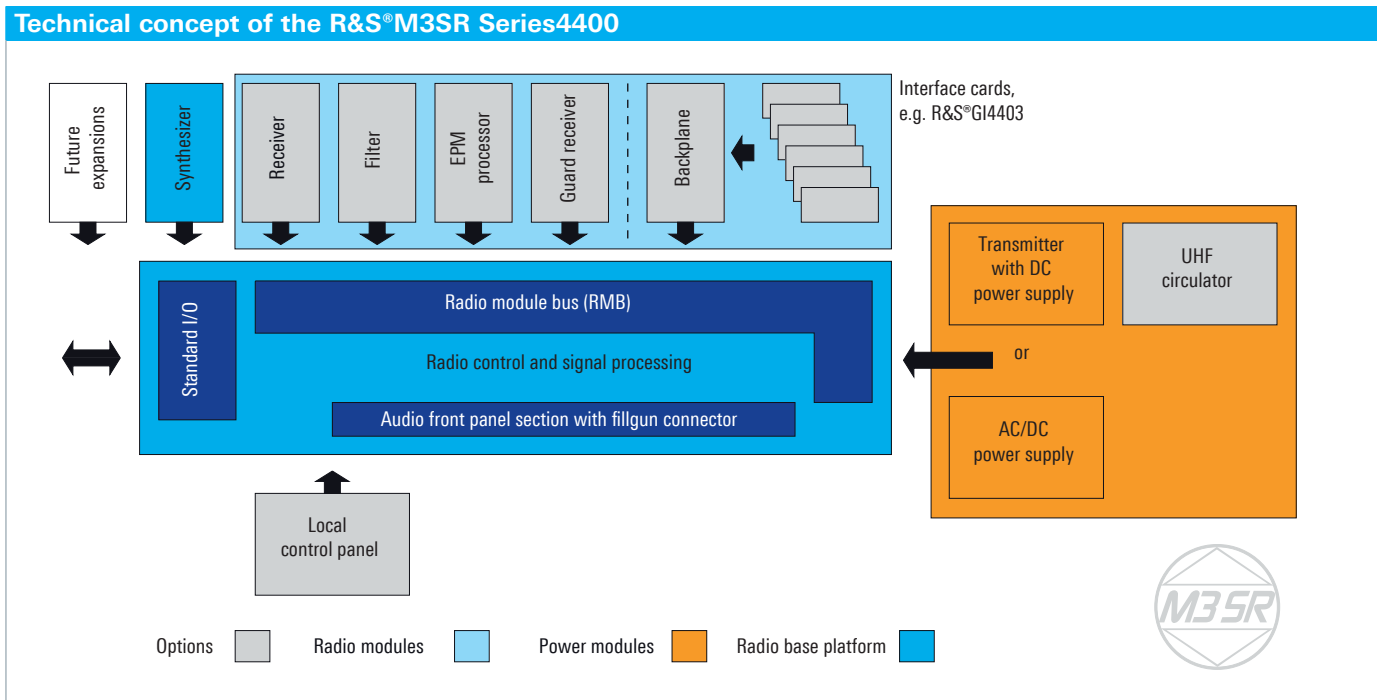 Technical concept of the R&S®M3SR Series4400
Future
expansions
Synthesizer
Receiver
Filter
EPM
processor
Guard receiver
Backplane
Interface cards,
e.g. R&S®GI4403
Standard I/O
Radio module bus (RMB)
Radio control and signal processing
Audio front panel section with fillgun connector
Transmitter
with DC
power supply
UHF
circulator
or
AC/DC
power supply
Local
control panel
M3SR
Options
Radio modules
Power modules
Radio base platform